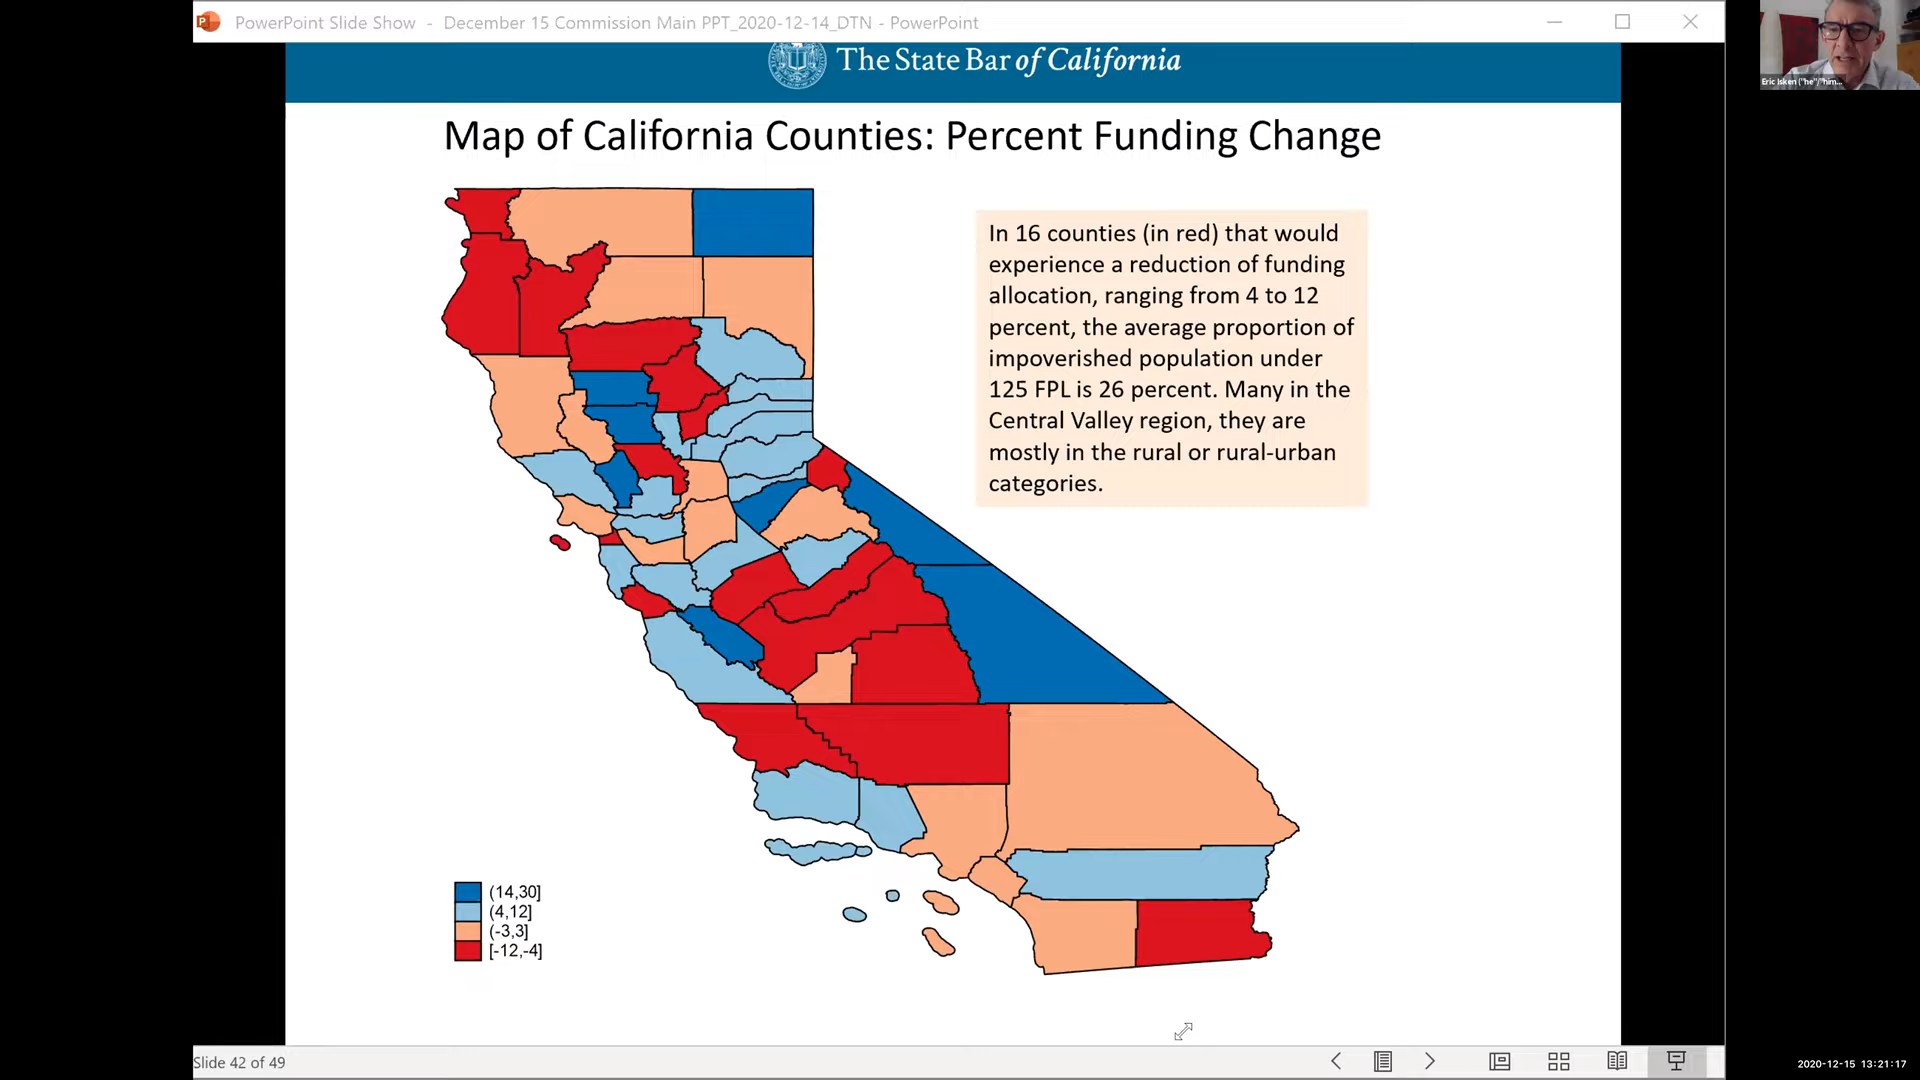 PowerPoint Slide Show - December 15 Commission Main PPT_2020-12-14_DTN - PowerPoint
The State Bar of California
Eric Isken ("he"/"him...
Map of California Counties: Percent Funding Change
In 16 counties (in red) that would
experience a reduction of funding
allocation, ranging from 4 to 12
percent, the average proportion of
impoverished population under
125 FPL is 26 percent. Many in the
Central Valley region, they are
mostly in the rural or rural-urban
categories.
(14,30]
(4,12]
(-3,3]
[-12,-4]
Slide 42 of 49
2020-12-15 13:21:17